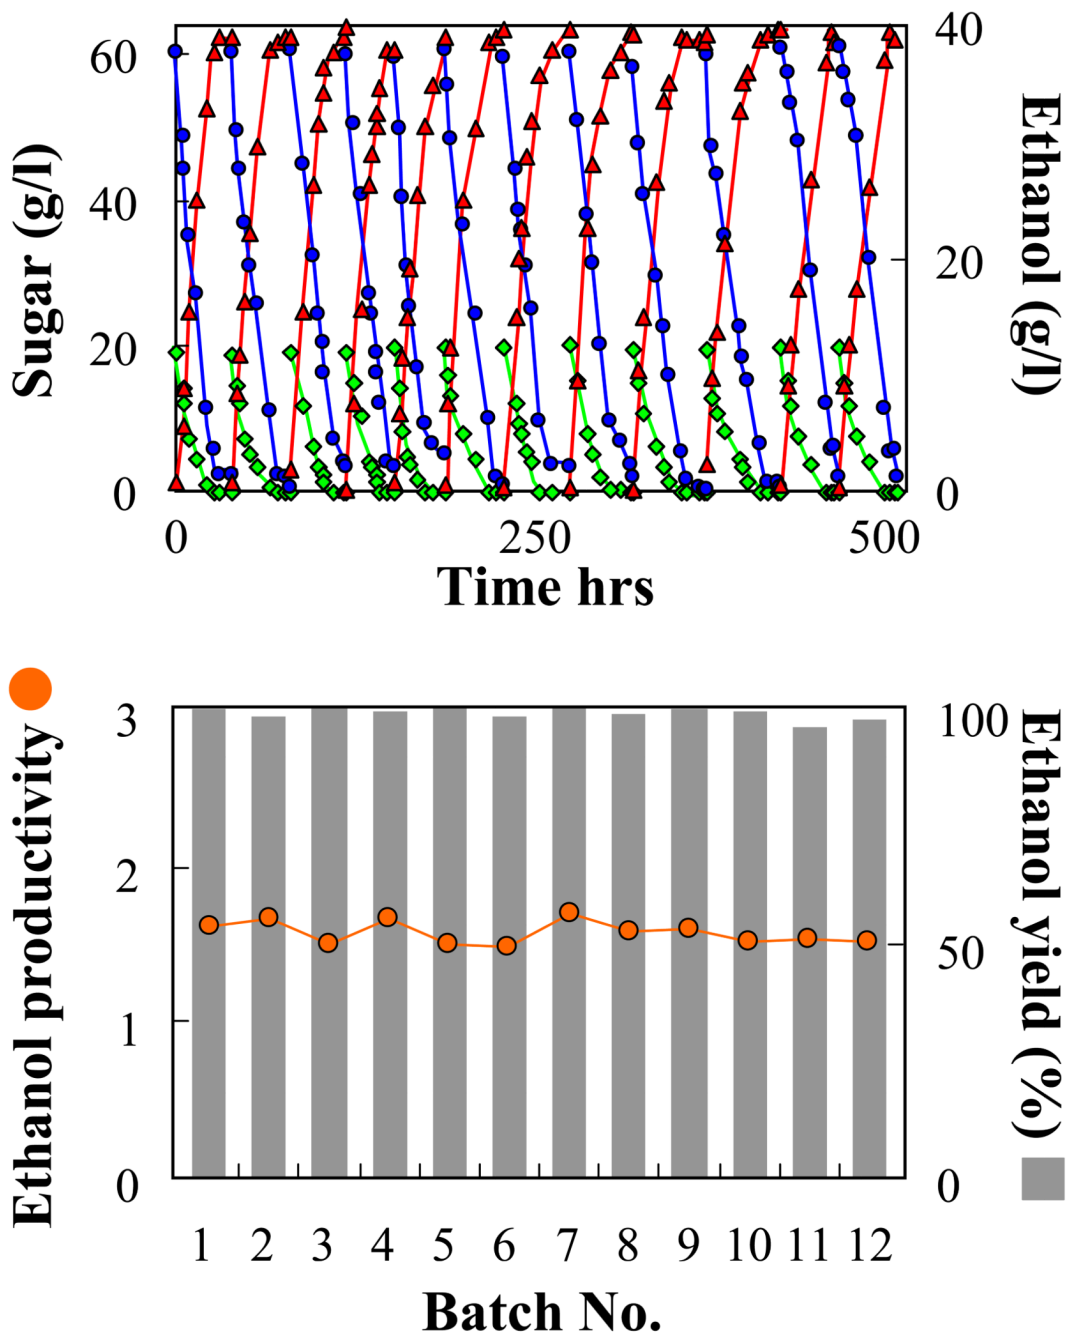 Sugar (g/l)
60
40
20
0
40
20
0
Ethanol (g/l)
0 250 500
Time hrs
Ethanol productivity
3
2
1
0
100
50
0
Ethanol yield (%)
1 2 3 4 5 6 7 8 9 10 11 12
Batch No.